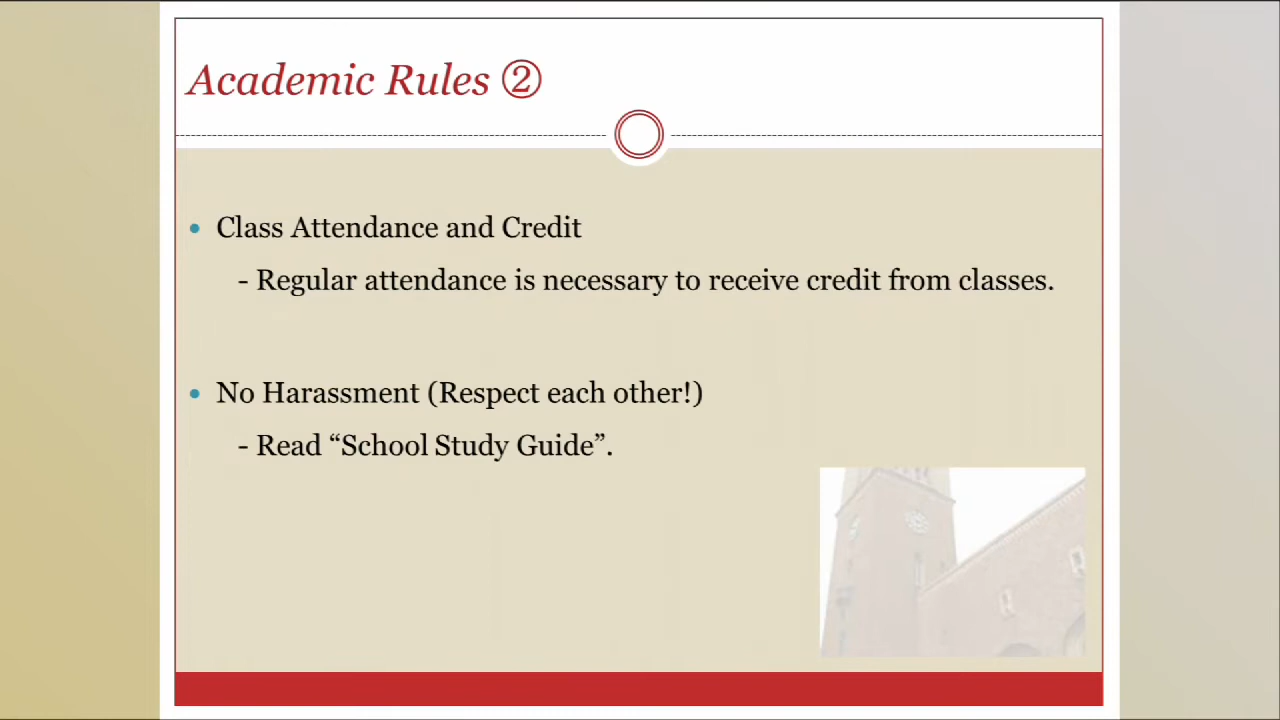 Academic Rules ②
• Class Attendance and Credit
- Regular attendance is necessary to receive credit from classes.
• No Harassment (Respect each other!)
- Read “School Study Guide”.